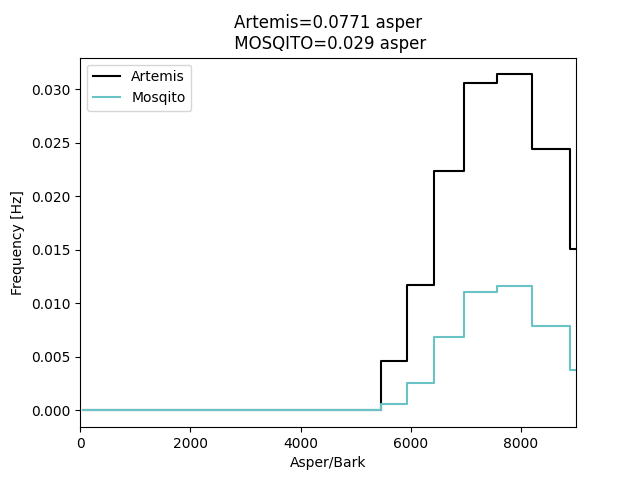 Artemis=0.0771 asper
MOSQITO=0.029 asper
Artemis
Mosqito
0.030
0.025
0.020
0.015
0.010
0.005
0.000
Frequency [Hz]
0 2000 4000 6000 8000
Asper/Bark